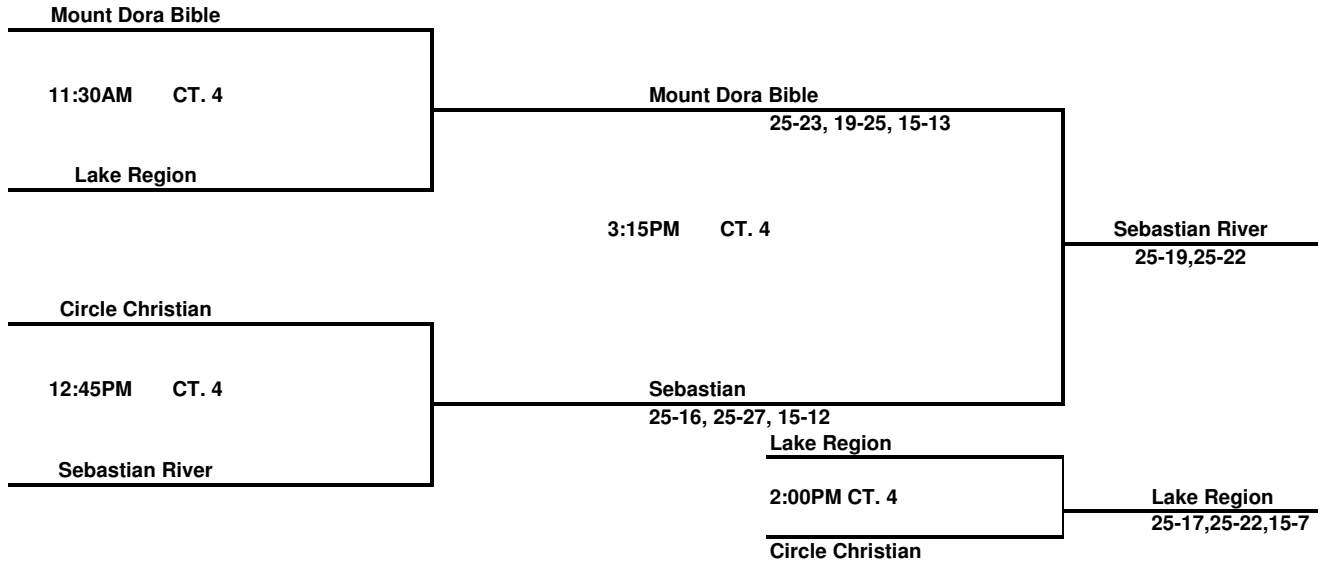 Mount Dora Bible
11:30AM CT. 4
Mount Dora Bible
25-23, 19-25, 15-13
Lake Region
3:15PM CT. 4
Sebastian River
25-19,25-22
Circle Christian
12:45PM CT. 4
Sebastian
25-16, 25-27, 15-12
Lake Region
Sebastian River
2:00PM CT. 4
Lake Region
25-17,25-22,15-7
Circle Christian